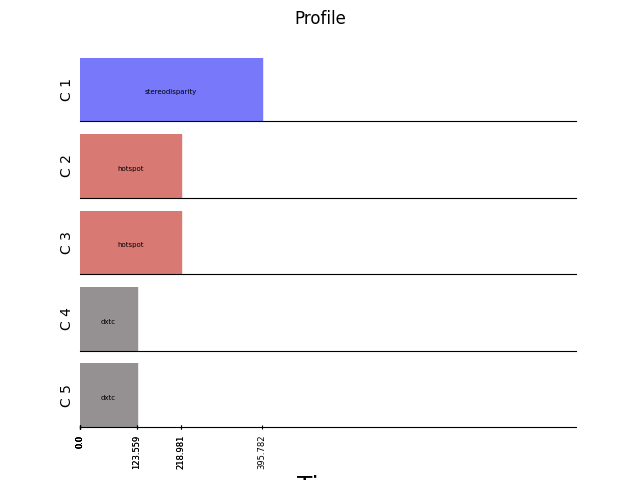 Profile
C 1
stereodisparity
C 2
hotspot
C 3
hotspot
C 4
dxtc
C 5
dxtc
0.0
123.559
218.981
395.782